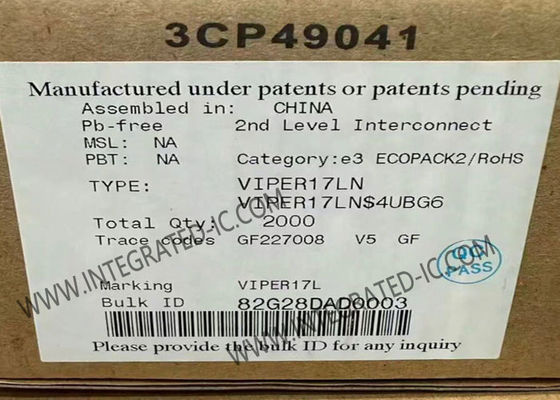 3CP49041
Manufactured under patents or patents pending
Assembled in: CHINA
Pb-free 2nd Level Interconnect
MSL: NA
PBT: NA Category:e3 ECOPACK2/RoHS
TYPE: VIPER17LN
VIPER17LN$4UBG6
Total Qty: 2000
Trace codes GF227008 V5 GF
QC PASS
Marking VIPER17L
Bulk ID 82G28DAD6003
Please provide the bulk ID for any inquiry
WWW.INTEGRATED-IC.COM
WWW.INTEGRATED-IC.COM